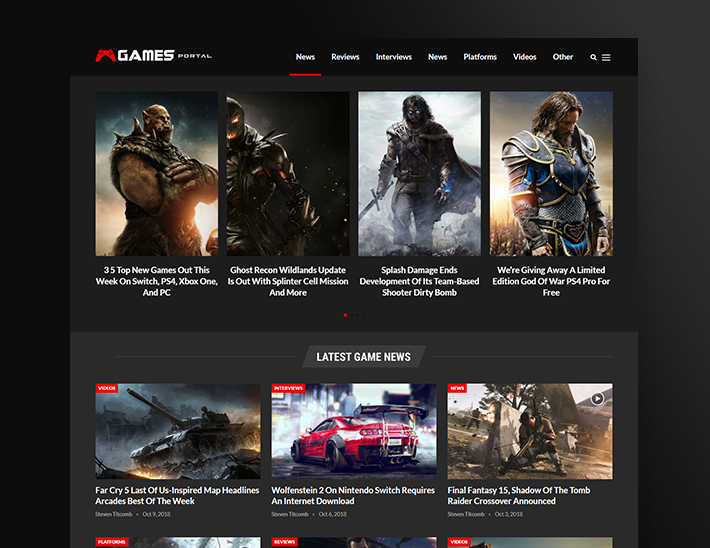 GAMES PORTAL
News Reviews Interviews News Platforms Videos Other
3 5 Top New Games Out This
Week On Switch, PS4, Xbox One,
And PC
Ghost Recon Wildlands Update
Is Out With Splinter Cell Mission
And More
Splash Damage Ends
Development Of Its Team-Based
Shooter Dirty Bomb
We're Giving Away A Limited
Edition God Of War PS4 Pro For
Free
LATEST GAME NEWS
VIDEOS
Far Cry 5 Last Of Us-Inspired Map Headlines
Arcades Best Of The Week
Steven Titcomb • Oct 9, 2018
INTERVIEWS
Wolfenstein 2 On Nintendo Switch Requires
An Internet Download
Steven Titcomb • Oct 6, 2018
NEWS
Final Fantasy 15, Shadow Of The Tomb
Raider Crossover Announced
Steven Titcomb • Oct 3, 2018
PLATFORMS
REVIEWS
VIDEOS